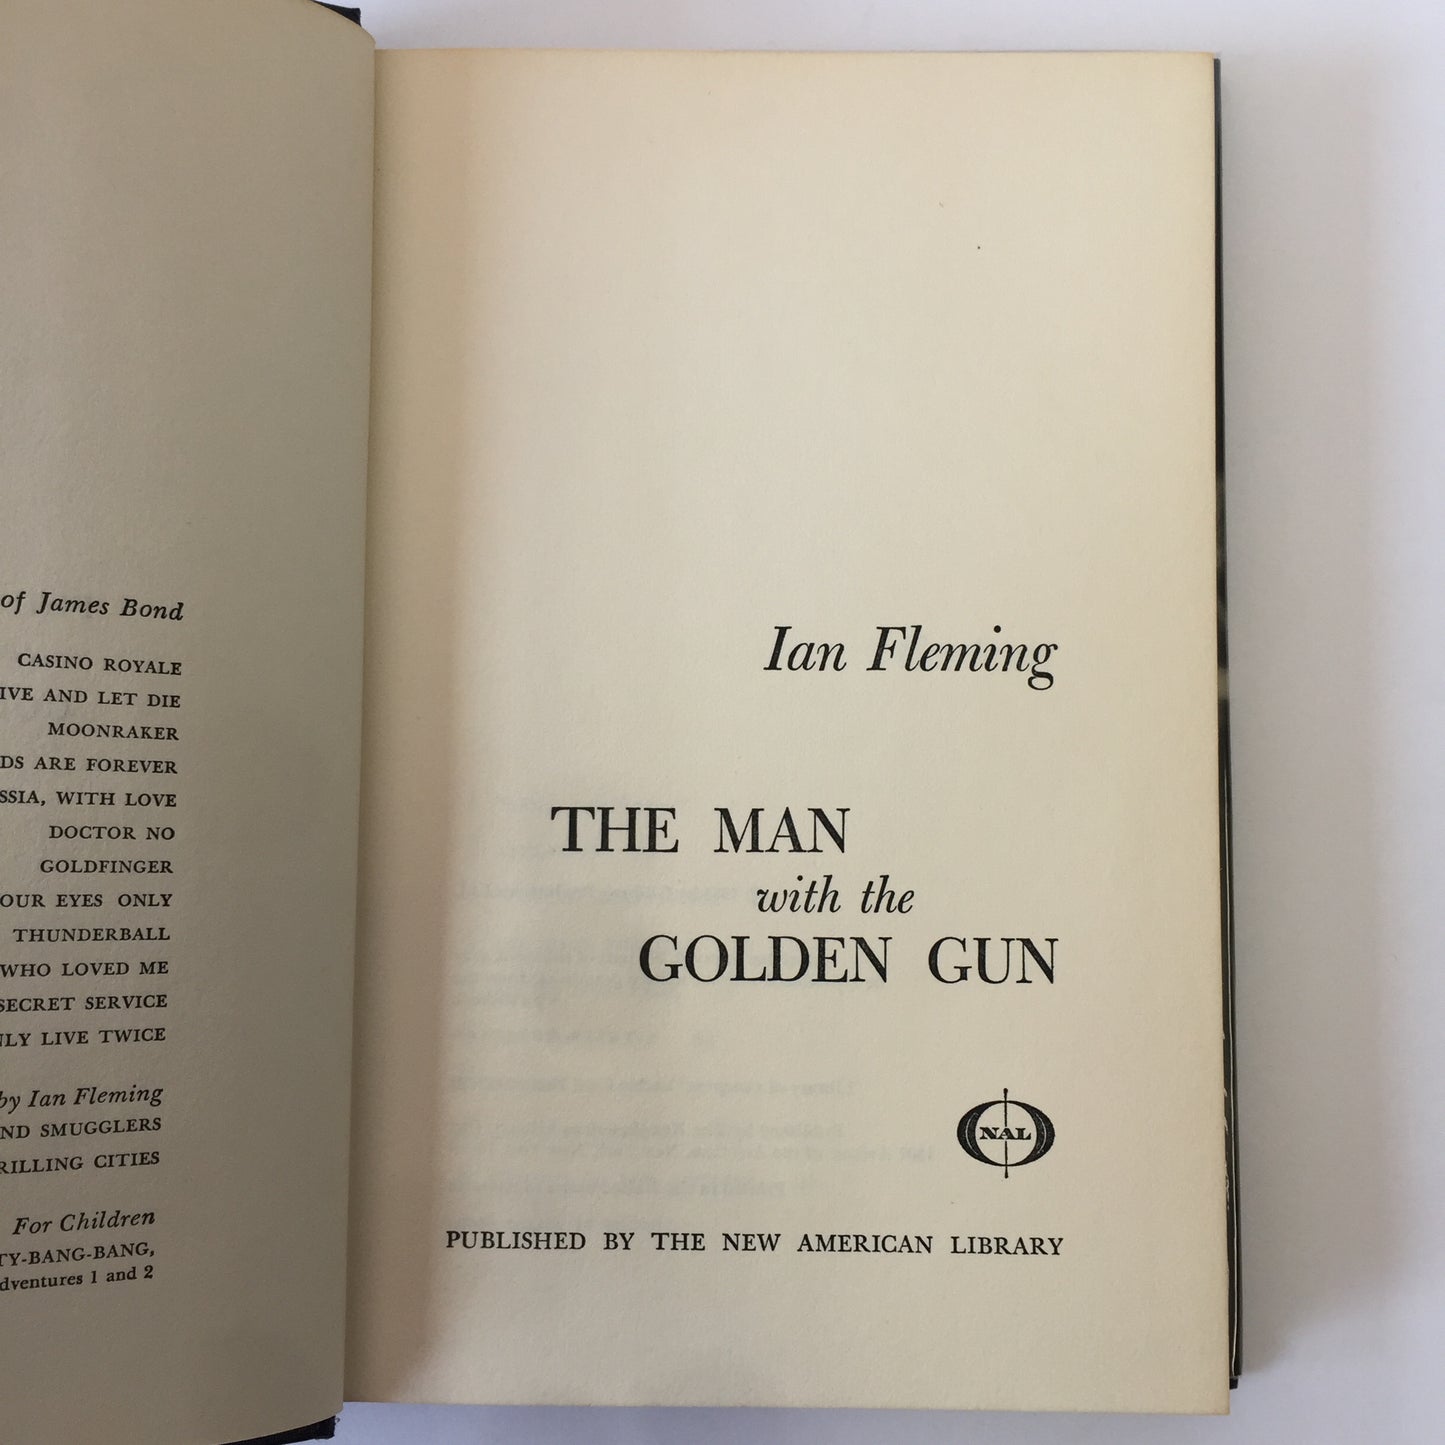 of James Bond
CASINO ROYALE
IVE AND LET DIE
MOONRAKER
DS ARE FOREVER
SSIA, WITH LOVE
DOCTOR NO
GOLDFINGER
OUR EYES ONLY
THUNDERBALL
WHO LOVED ME
SECRET SERVICE
NLY LIVE TWICE
by Ian Fleming
ND SMUGGLERS
RILLING CITIES
For Children
TY-BANG-BANG,
dventures 1 and 2
Ian Fleming
THE MAN
with the
GOLDEN GUN
NAL
PUBLISHED BY THE NEW AMERICAN LIBRARY